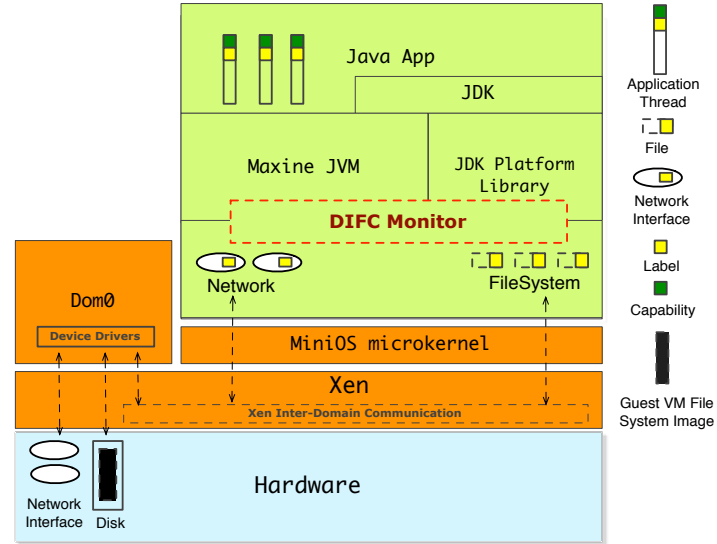 Java App
JDK
Maxine JVM
JDK Platform
Library
DIFC Monitor
Network
FileSystem
Dom0
Device Drivers
MiniOS microkernel
Xen
Xen Inter-Domain Communication
Hardware
Network
Interface
Disk
Application
Thread
File
Network
Interface
Label
Capability
Guest VM File
System Image